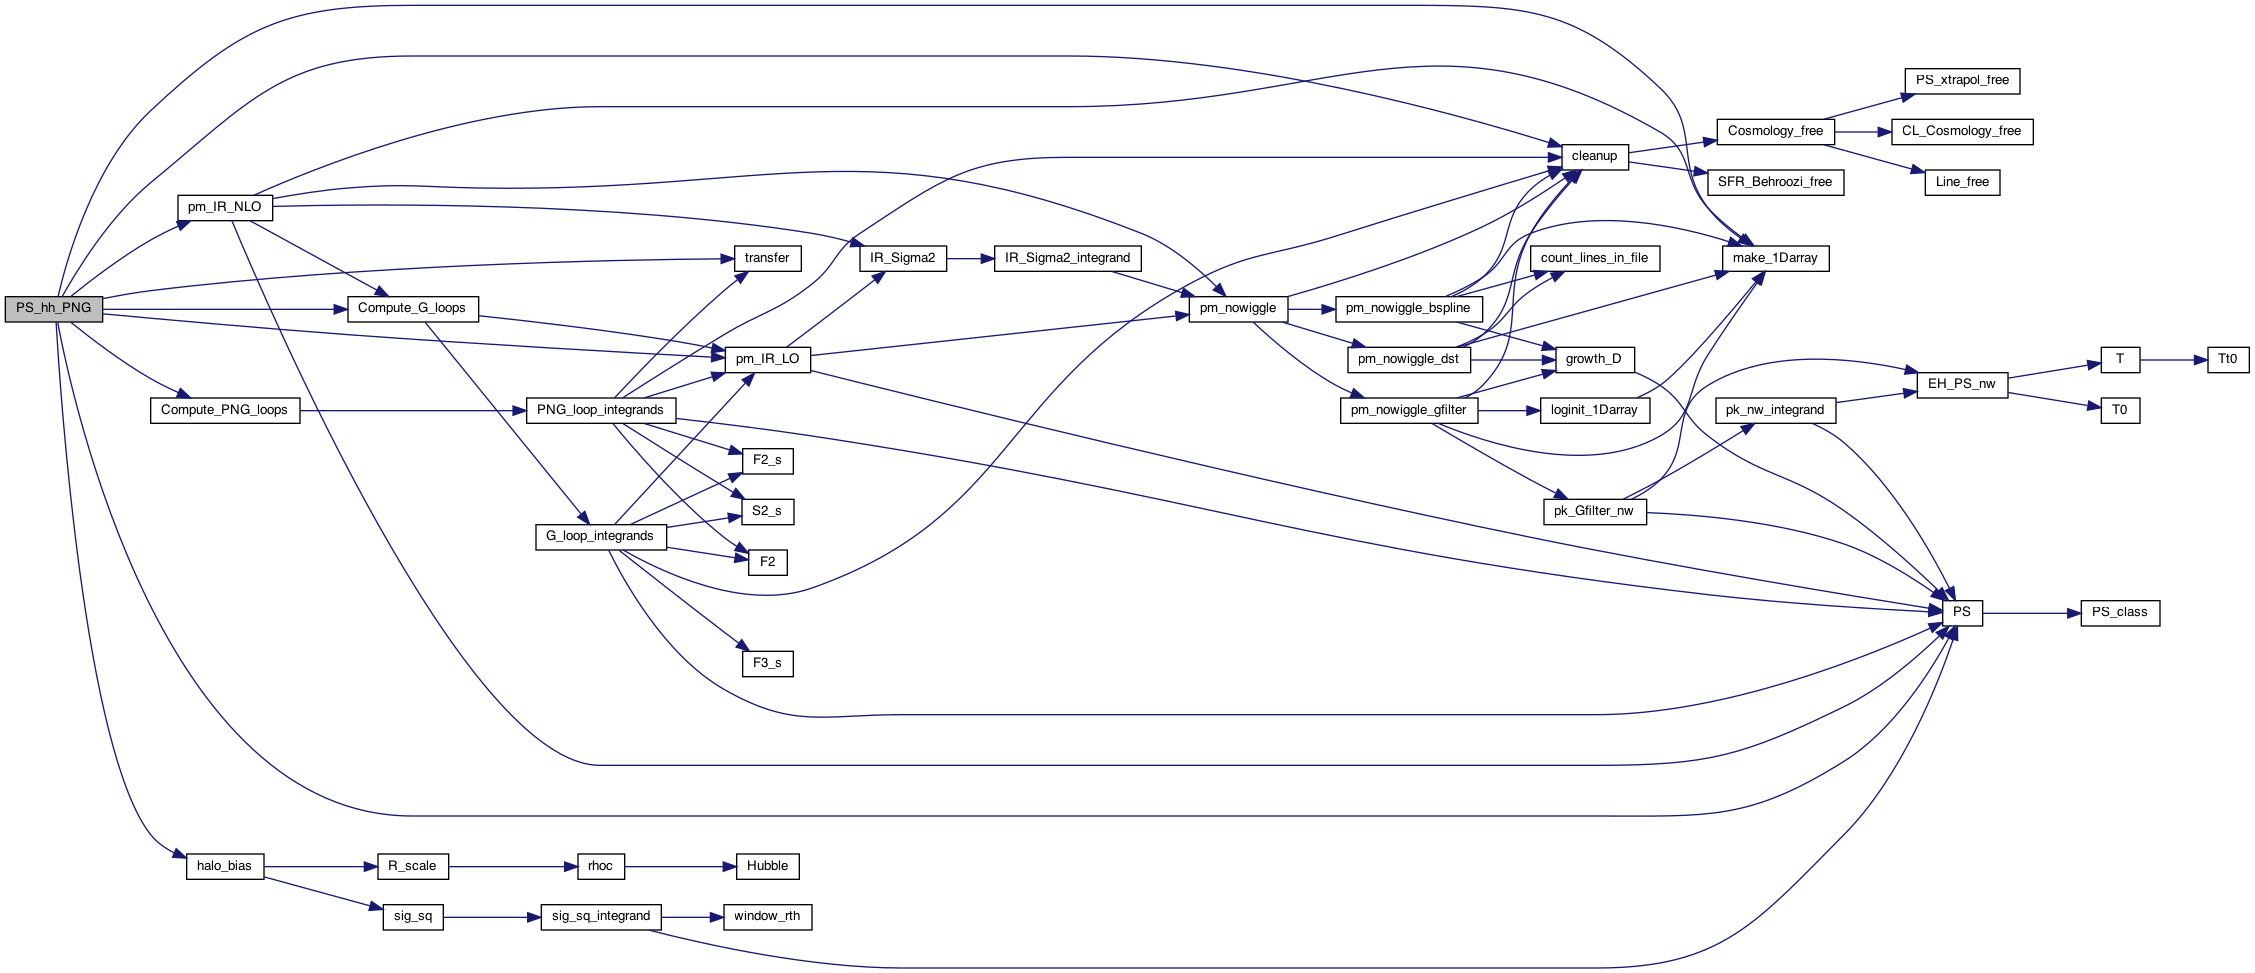 PS_xtrapol_free
Cosmology_free
CL_Cosmology_free
cleanup
SFR_Behroozi_free
Line_free
pm_IR_NLO
transfer
IR_Sigma2
IR_Sigma2_integrand
count_lines_in_file
make_1Darray
PS_hh_PNG
Compute_G_loops
pm_nowiggle
pm_nowiggle_bspline
pm_IR_LO
pm_nowiggle_dst
growth_D
T
Tt0
EH_PS_nw
Compute_PNG_loops
PNG_loop_integrands
pm_nowiggle_gfilter
loginit_1Darray
pk_nw_integrand
T0
F2_s
S2_s
pk_Gfilter_nw
G_loop_integrands
F2
PS
PS_class
F3_s
halo_bias
R_scale
rhoc
Hubble
sig_sq
sig_sq_integrand
window_rth